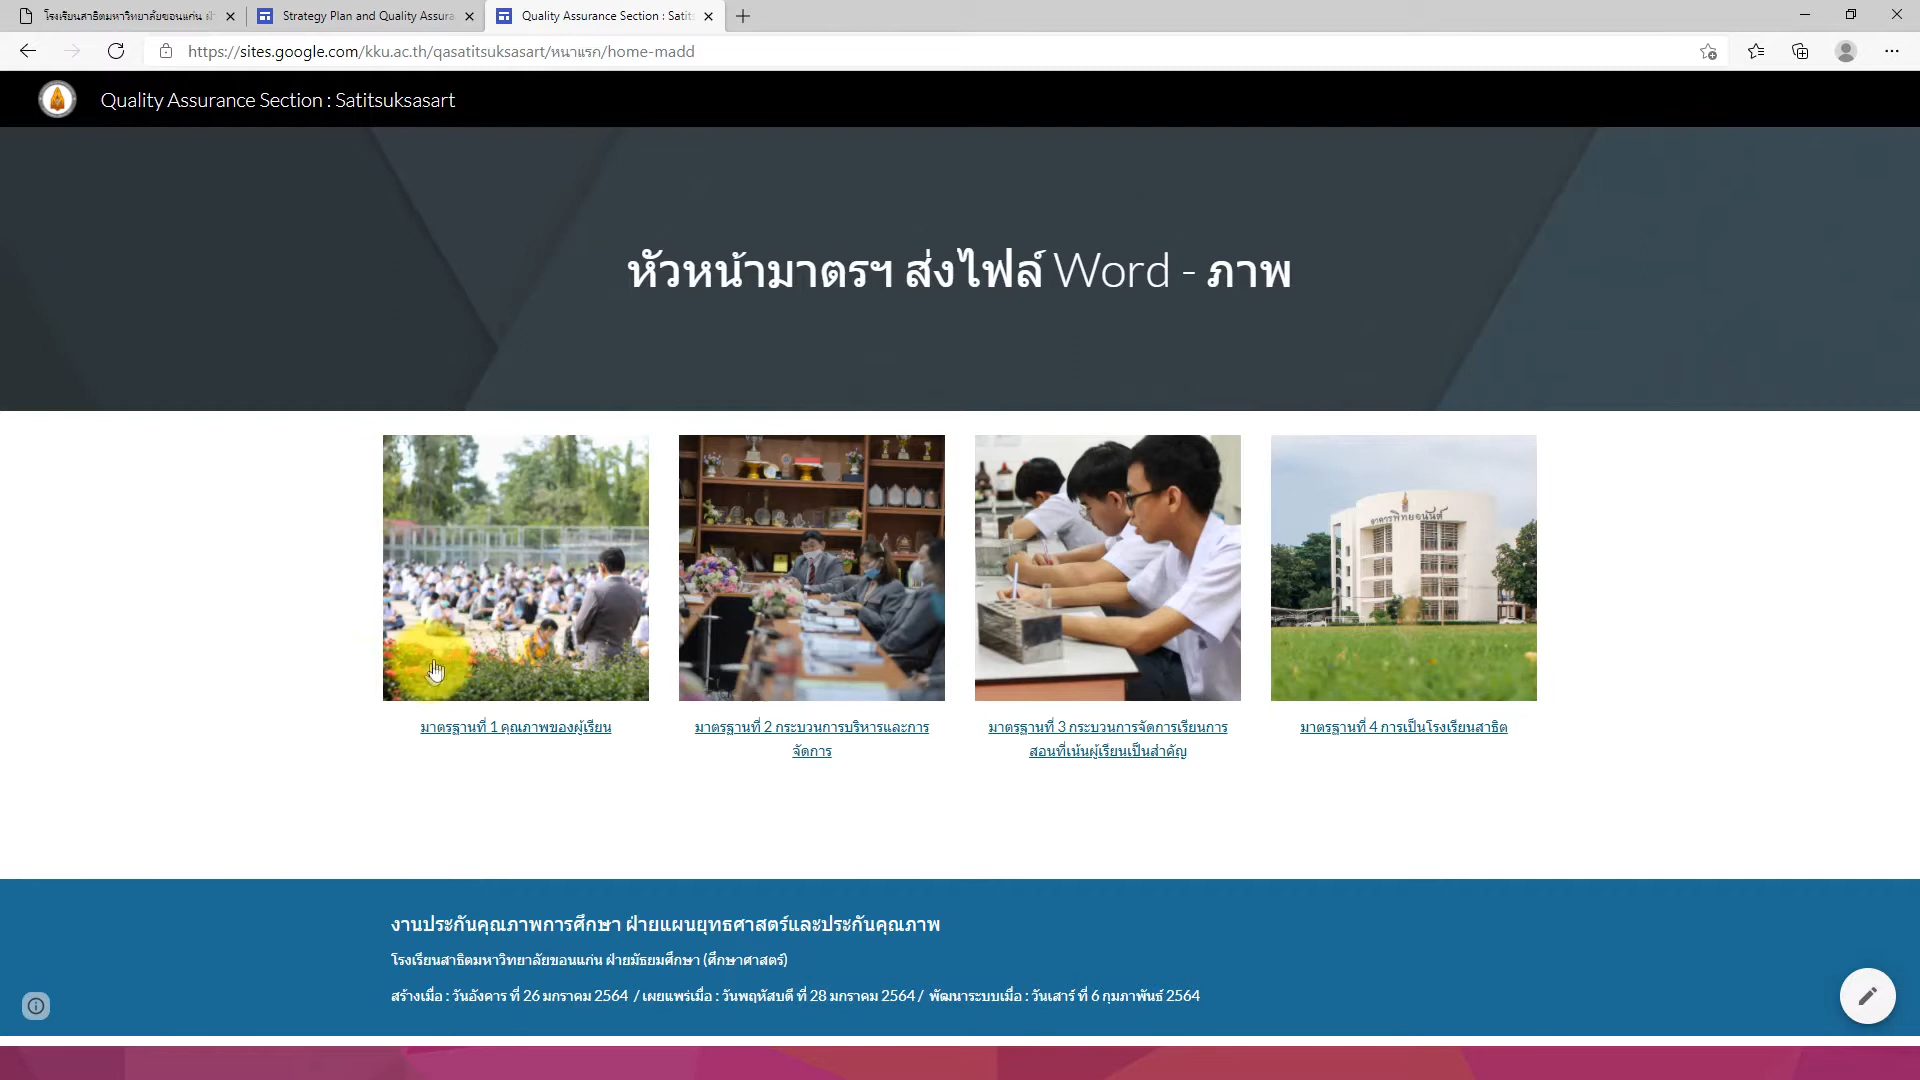 โรงเรียนสาธิตมหาวิทยาลัยขอนแก่น
Strategy Plan and Quality Assura
Quality Assurance Section : Satits
https://sites.google.com/kku.ac.th/qasatitsuksasart/หนาแรก/home-madd
Quality Assurance Section : Satitsuksasart
หัวหน้ามาตรฯ ส่งไฟล์ Word - ภาพ
อาคารพิทยอนันต์
มาตรฐานที่ 1 คุณภาพของผู้เรียน
มาตรฐานที่ 2 กระบวนการบริหารและการ
จัดการ
มาตรฐานที่ 3 กระบวนการจัดการเรียนการ
สอนที่เน้นผู้เรียนเป็นสำคัญ
มาตรฐานที่ 4 การเป็นโรงเรียนสาธิต
งานประกันคุณภาพการศึกษา ฝ่ายแผนยุทธศาสตร์และประกันคุณภาพ
โรงเรียนสาธิตมหาวิทยาลัยขอนแก่น ฝ่ายมัธยมศึกษา (ศึกษาศาสตร์)
สร้างเมื่อ : วันอังคาร ที่ 26 มกราคม 2564 / เผยแพร่เมื่อ : วันพฤหัสบดี ที่ 28 มกราคม 2564 / พัฒนาระบบเมื่อ : วันเสาร์ ที่ 6 กุมภาพันธ์ 2564